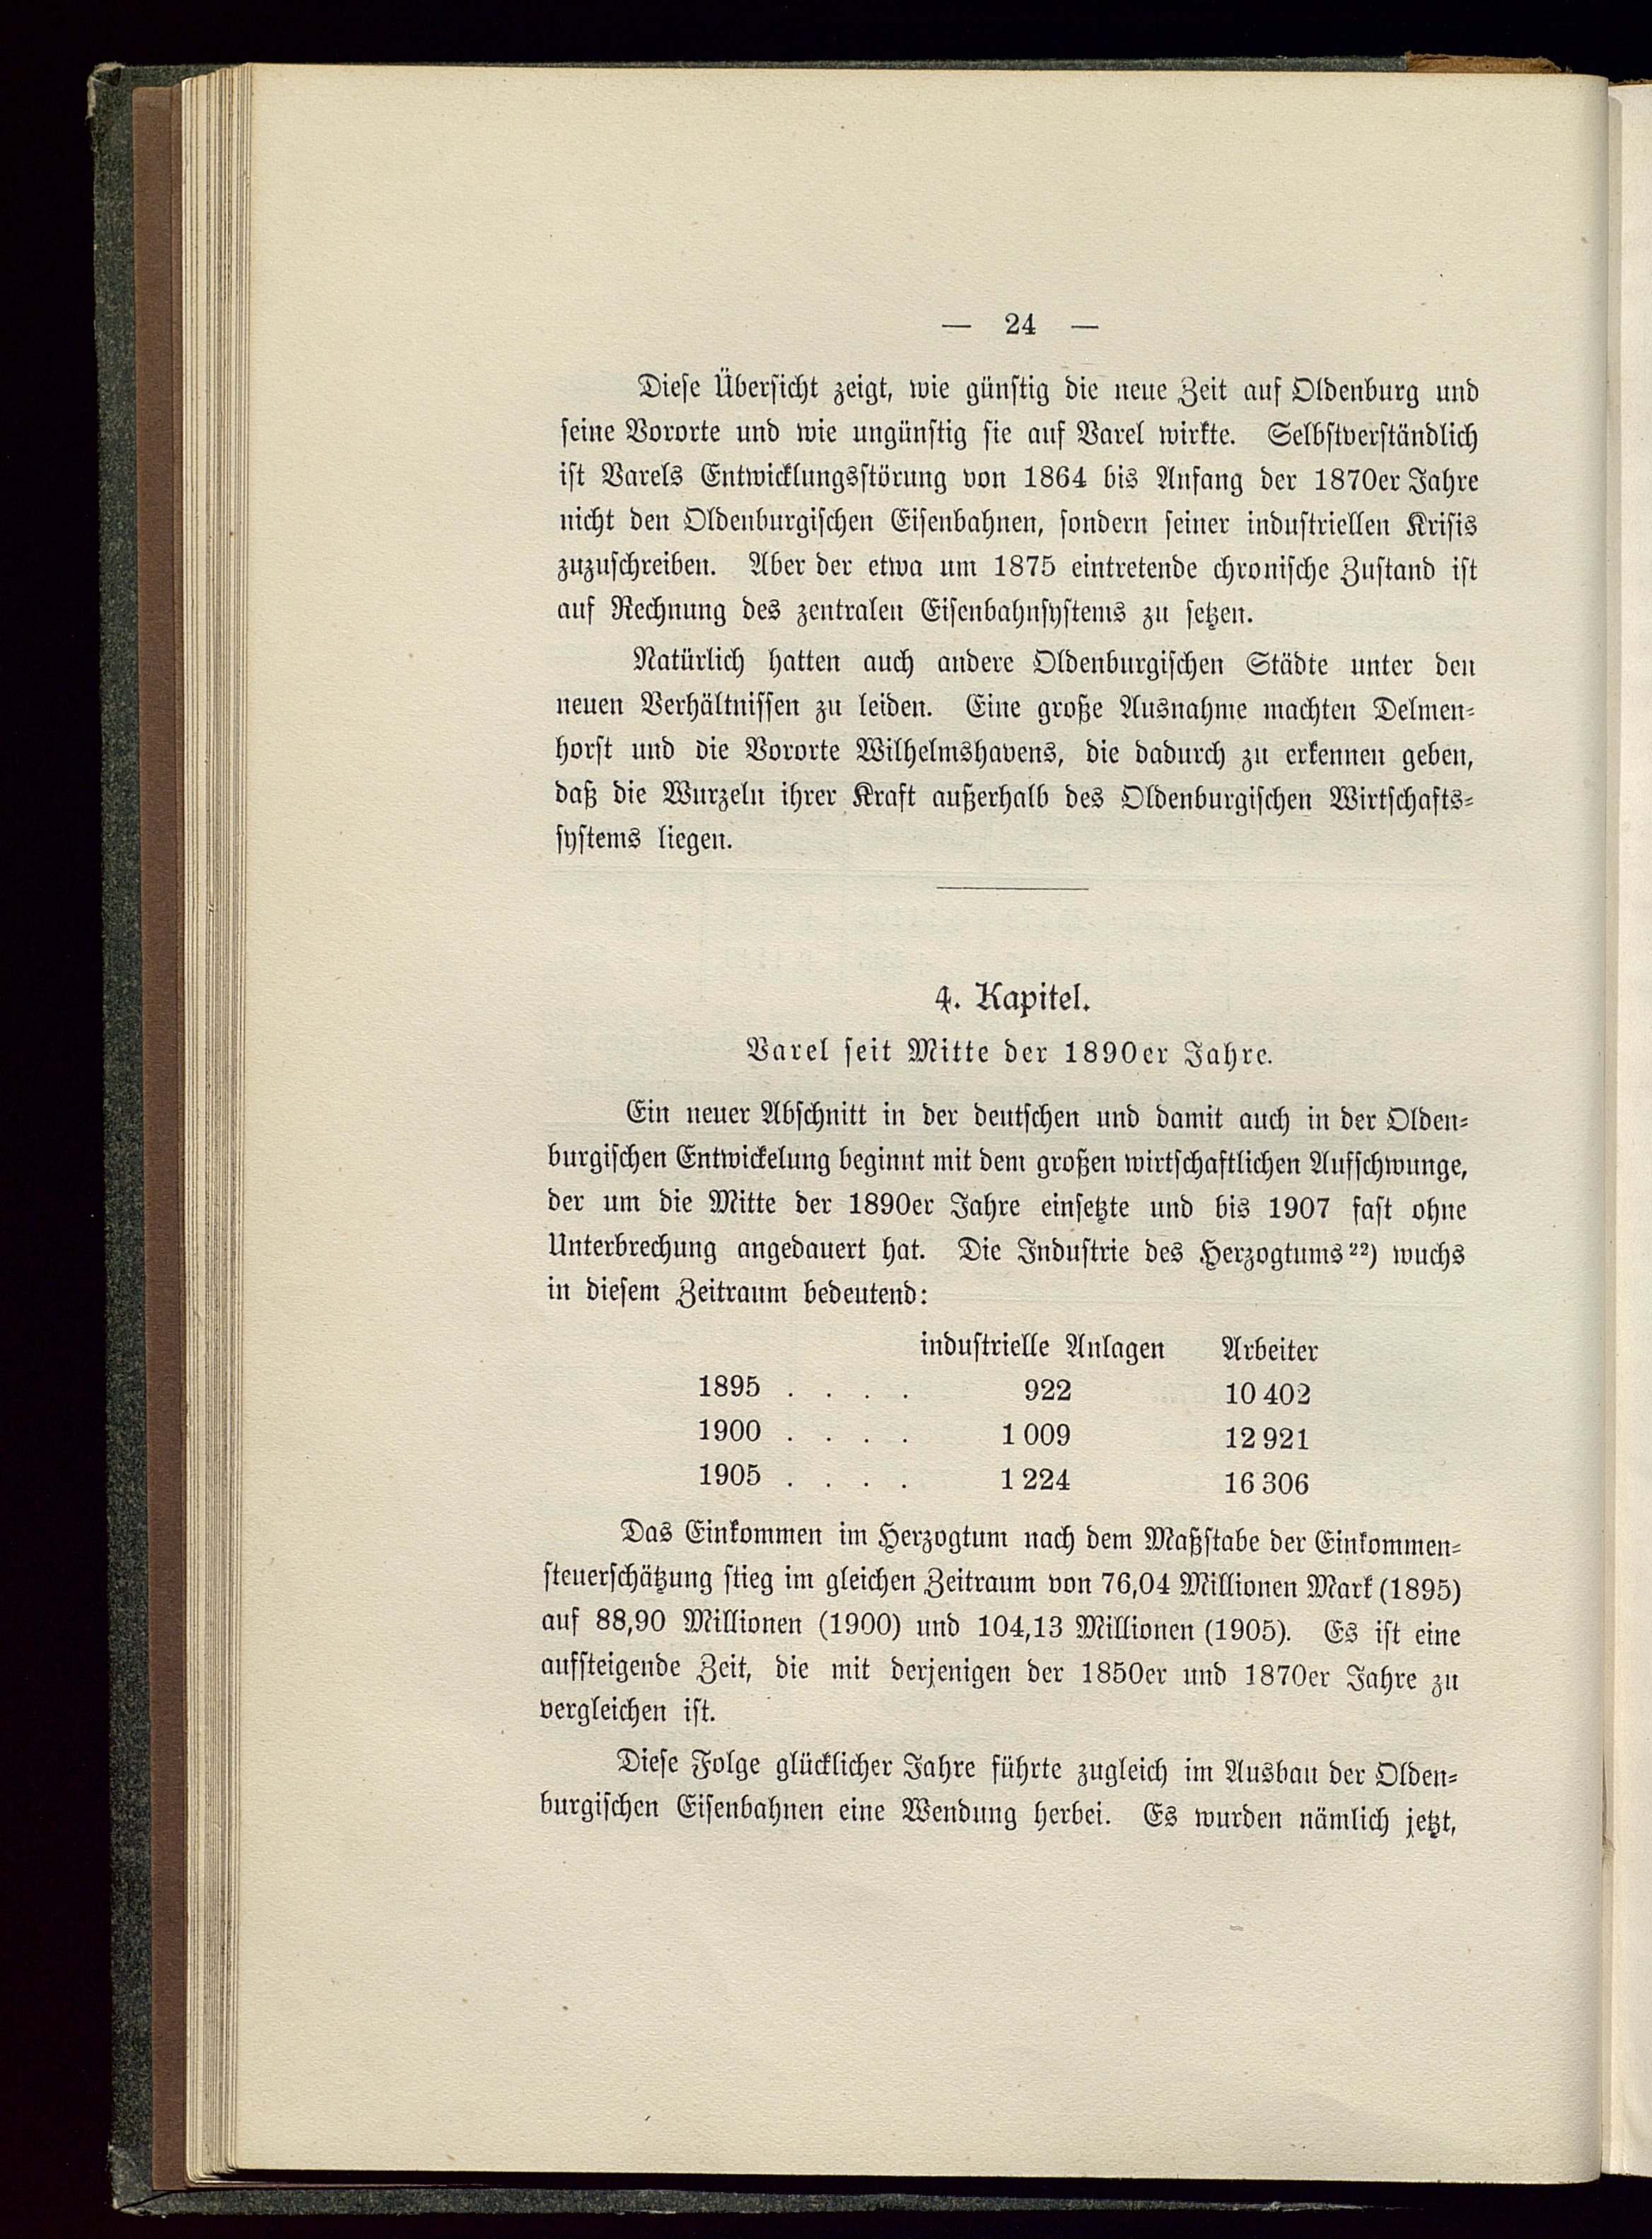 — 24 —
Diese Übersicht zeigt, wie günstig die neue Zeit auf Oldenburg und
seine Vororte und wie ungünstig sie auf Varel wirkte. Selbstverständlich
ist Varels Entwicklungsstörung von 1864 bis Anfang der 1870er Jahre
nicht den Oldenburgischen Eisenbahnen, sondern seiner industriellen Krisis
zuzuschreiben. Aber der etwa um 1875 eintretende chronische Zustand ist
auf Rechnung des zentralen Eisenbahnsystems zu setzen.
Natürlich hatten auch andere Oldenburgischen Städte unter den
neuen Verhältnissen zu leiden. Eine große Ausnahme machten Delmen-
horst und die Vororte Wilhelmshavens, die dadurch zu erkennen geben,
daß die Wurzeln ihrer Kraft außerhalb des Oldenburgischen Wirtschafts-
systems liegen.
4. Kapitel.
Varel seit Mitte der 1890er Jahre.
Ein neuer Abschnitt in der deutschen und damit auch in der Olden-
burgischen Entwickelung beginnt mit dem großen wirtschaftlichen Aufschwunge,
der um die Mitte der 1890er Jahre einsetzte und bis 1907 fast ohne
Unterbrechung angedauert hat. Die Industrie des Herzogtums ²²) wuchs
in diesem Zeitraum bedeutend:
industrielle Anlagen Arbeiter
1895 . . . . 922 10 402
1900 . . . . 1 009 12 921
1905 . . . . 1 224 16 306
Das Einkommen im Herzogtum nach dem Maßstabe der Einkommen-
steuerschätzung stieg im gleichen Zeitraum von 76,04 Millionen Mark (1895)
auf 88,90 Millionen (1900) und 104,13 Millionen (1905). Es ist eine
aufsteigende Zeit, die mit derjenigen der 1850er und 1870er Jahre zu
vergleichen ist.
Diese Folge glücklicher Jahre führte zugleich im Ausbau der Olden-
burgischen Eisenbahnen eine Wendung herbei. Es wurden nämlich jetzt,